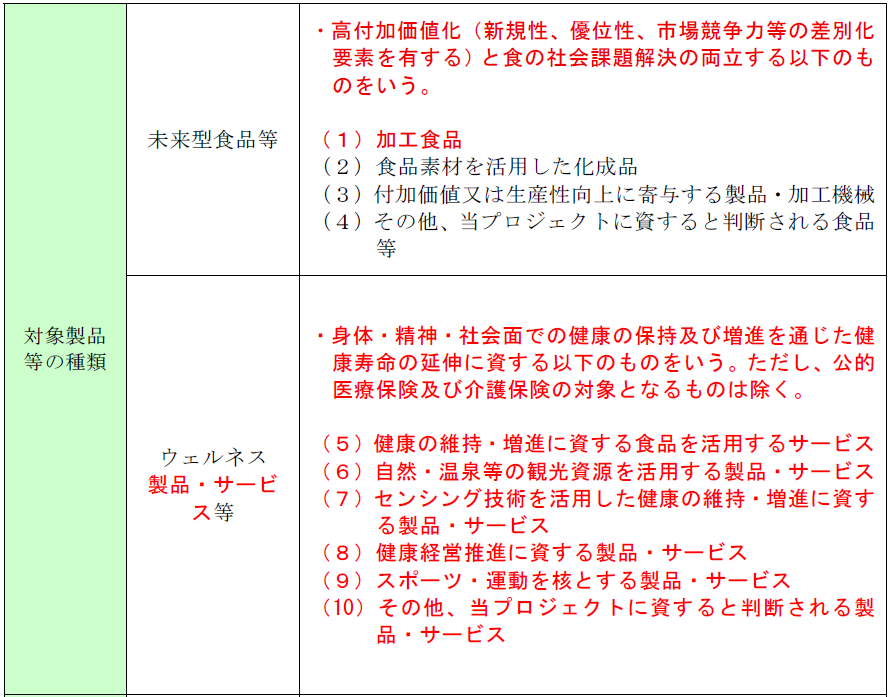 対象製品
等の種類
未来型食品等
・高付加価値化（新規性、優位性、市場競争力等の差別化
要素を有する）と食の社会課題解決の両立する以下のも
のをいう。
（１）加工食品
（２）食品素材を活用した化成品
（３）付加価値又は生産性向上に寄与する製品・加工機械
（４）その他、当プロジェクトに資すると判断される食品
等
ウェルネス
製品・サービ
ス等
・身体・精神・社会面での健康の保持及び増進を通じた健
康寿命の延伸に資する以下のものをいう。ただし、公的
医療保険及び介護保険の対象となるものは除く。
（５）健康の維持・増進に資する食品を活用するサービス
（６）自然・温泉等の観光資源を活用する製品・サービス
（７）センシング技術を活用した健康の維持・増進に資す
る製品・サービス
（８）健康経営推進に資する製品・サービス
（９）スポーツ・運動を核とする製品・サービス
（10）その他、当プロジェクトに資すると判断される製
品・サービス